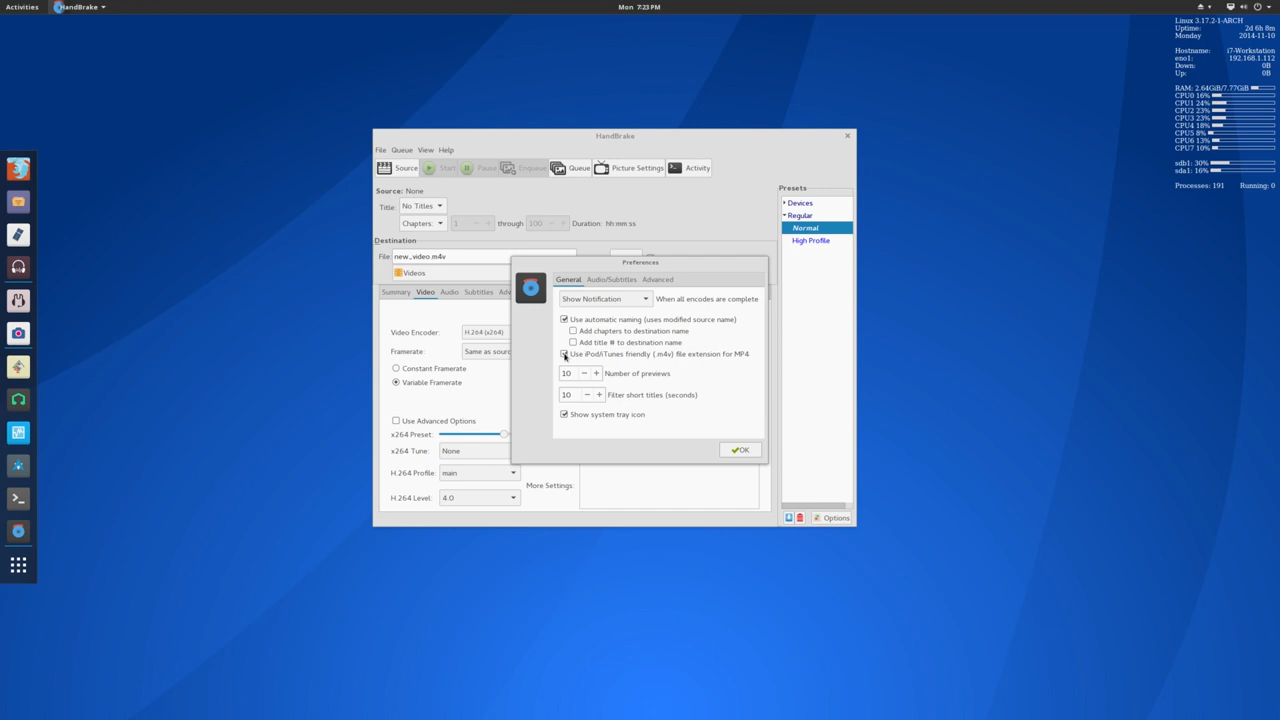 Activities HandBrake Mon 7:23 PM
Linux 3.17.2-1-ARCH
Uptime: 2d 6h 8m
Monday 2014-11-10
Hostname: i7-Workstation
eno1: 192.168.1.112
Down: 0B
Up: 0B
RAM: 2.64GiB/7.77GiB
CPU0 16%
CPU1 24%
CPU2 23%
CPU3 23%
CPU4 18%
CPU5 8%
CPU6 13%
CPU7 10%
sdb1: 30%
sda1: 16%
Processes: 191 Running: 0
HandBrake
File Queue View Help
Source Start Pause Enqueue Queue Picture Settings Activity
Source: None
Title: No Titles
Chapters: 1 through 100 Duration: hh:mm:ss
Destination
File: new_video.m4v
Videos
Summary Video Audio Subtitles
Video Encoder: H.264 (x264)
Framerate: Same as sourc
Constant Framerate
Variable Framerate
Use Advanced Options
x264 Preset:
x264 Tune: None
H.264 Profile: main
H.264 Level: 4.0
More Settings:
Presets
Devices
Regular
Normal
High Profile
Options
Preferences
General Audio/Subtitles Advanced
Show Notification When all encodes are complete
Use automatic naming (uses modified source name)
Add chapters to destination name
Add title # to destination name
Use iPod/iTunes friendly (.m4v) file extension for MP4
10 − + Number of previews
10 − + Filter short titles (seconds)
Show system tray icon
OK